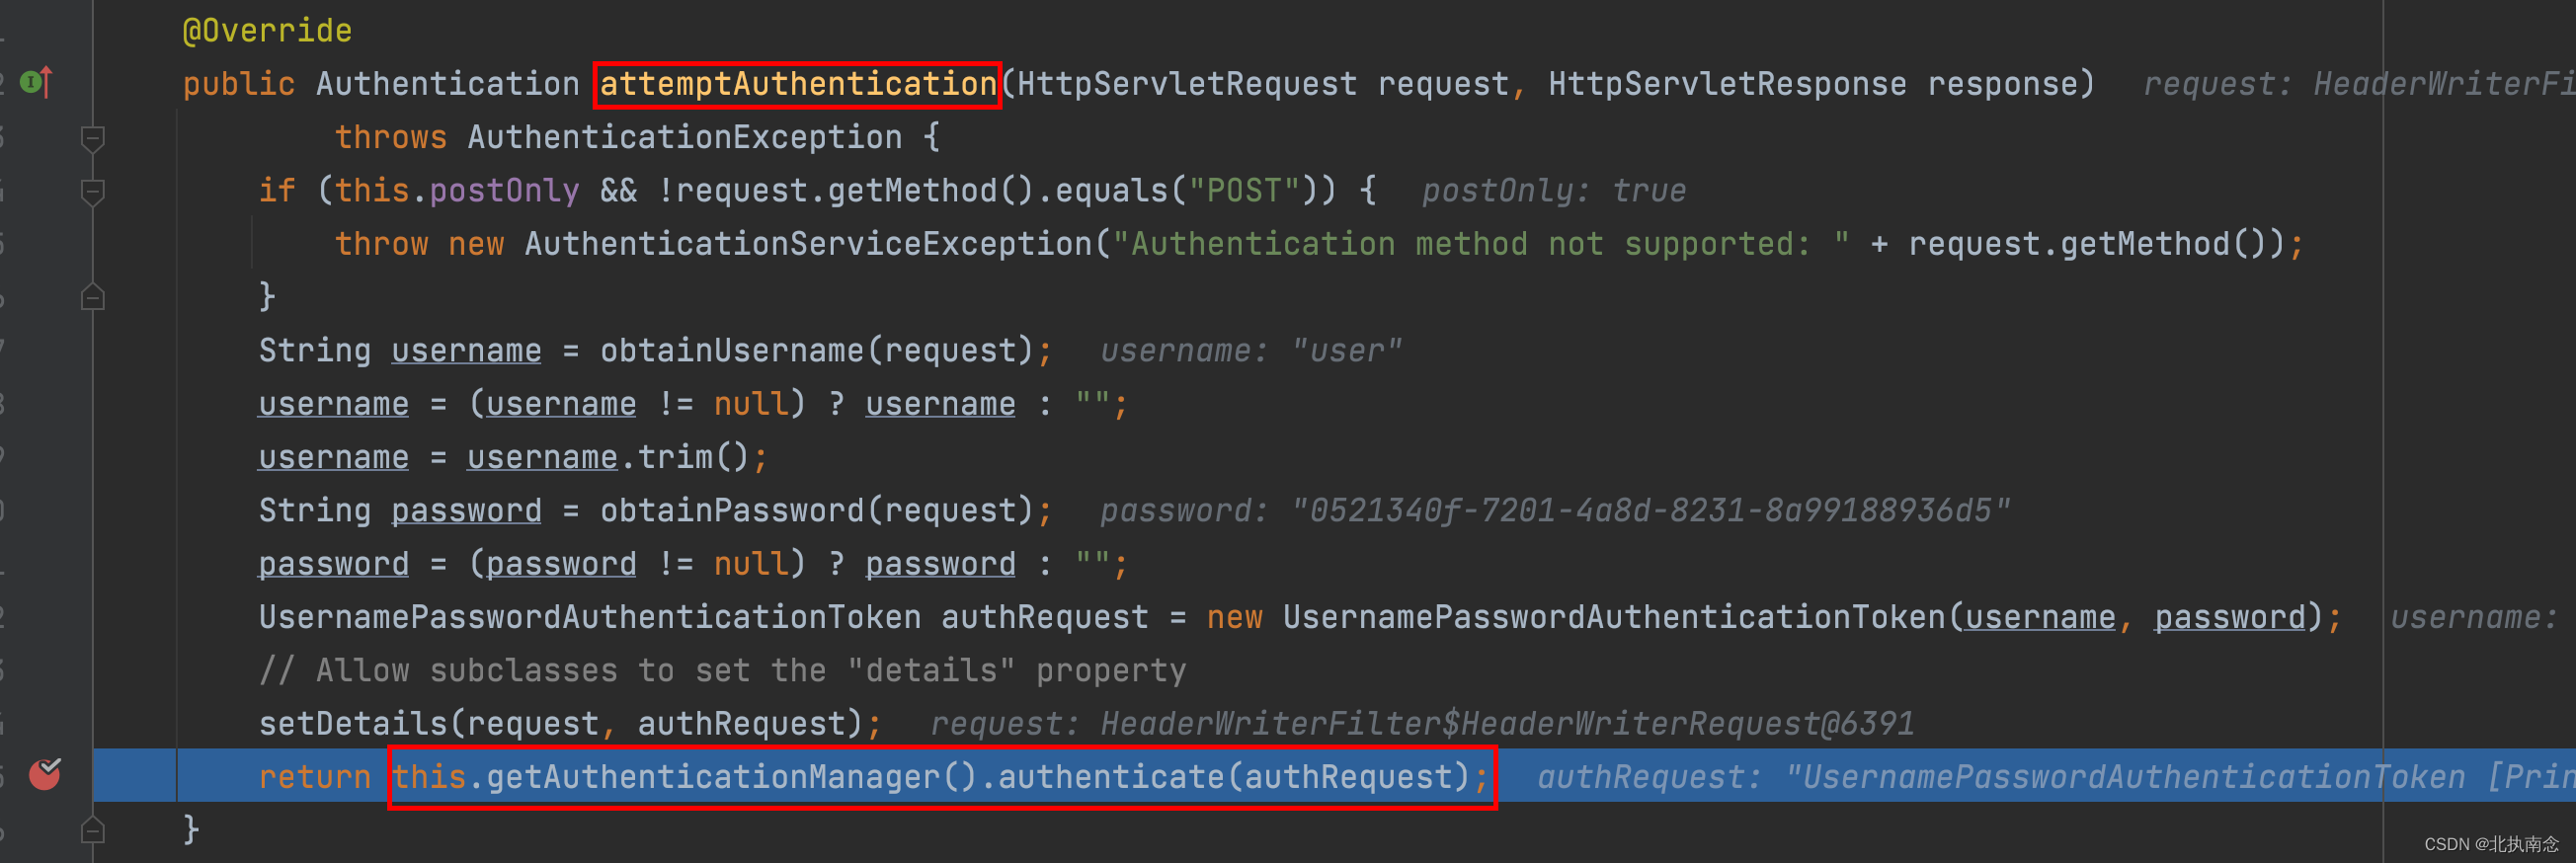 @Override
public Authentication attemptAuthentication(HttpServletRequest request, HttpServletResponse response) request: HeaderWriterFi
throws AuthenticationException {
if (this.postOnly && !request.getMethod().equals("POST")) { postOnly: true
throw new AuthenticationServiceException("Authentication method not supported: " + request.getMethod());
}
String username = obtainUsername(request); username: "user"
username = (username != null) ? username : "";
username = username.trim();
String password = obtainPassword(request); password: "0521340f-7201-4a8d-8231-8a99188936d5"
password = (password != null) ? password : "";
UsernamePasswordAuthenticationToken authRequest = new UsernamePasswordAuthenticationToken(username, password); username:
// Allow subclasses to set the "details" property
setDetails(request, authRequest); request: HeaderWriterFilter$HeaderWriterRequest@6391
return this.getAuthenticationManager().authenticate(authRequest); authRequest: "UsernamePasswordAuthenticationToken [Prin
}
CSDN @北执南念